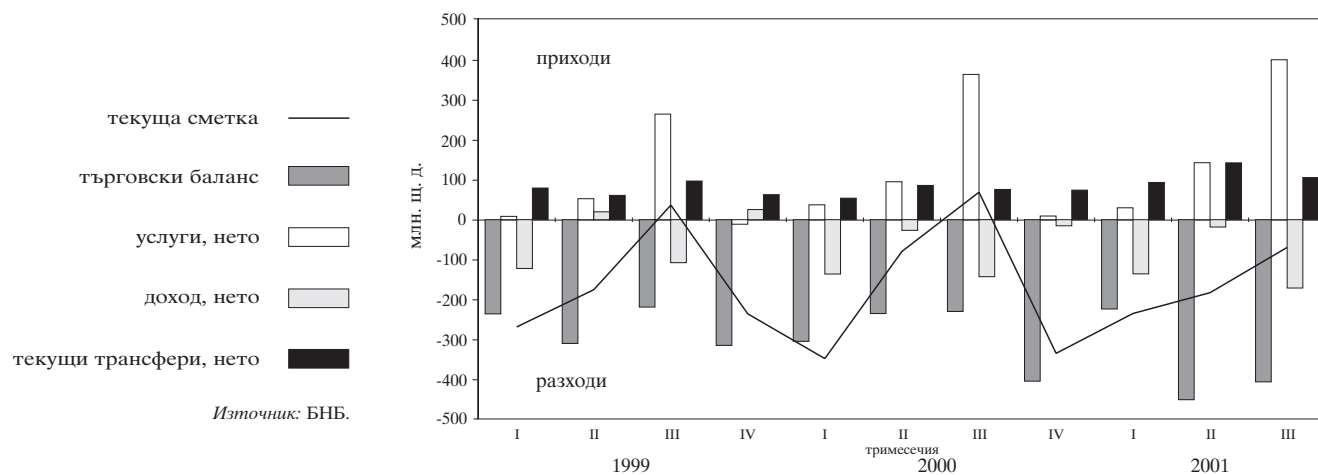 текуща сметка
търговски баланс
услуги, нето
доход, нето
текущи трансфери, нето
Източник: БНБ.
млн. щ. д.
500
400
300
200
100
0
-100
-200
-300
-400
-500
приходи
разходи
I II III IV I II III IV I II III
тримесечия
1999 2000 2001